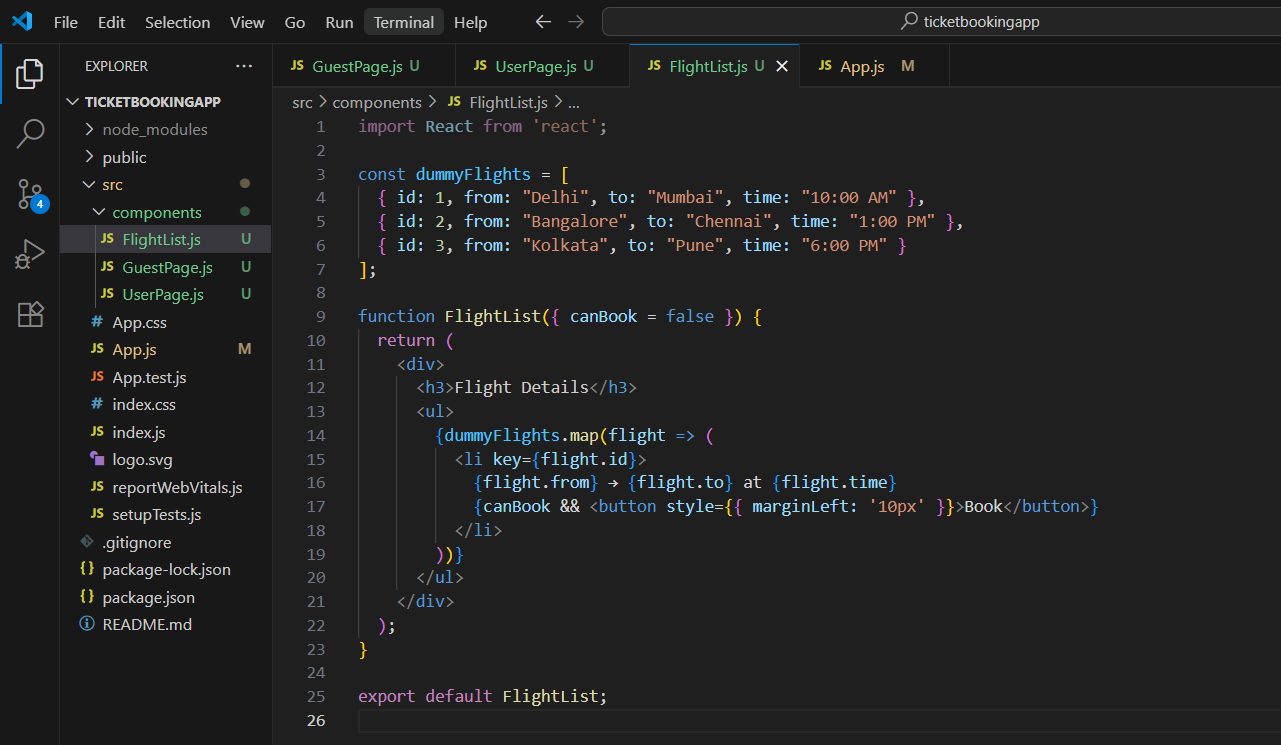 File Edit Selection View Go Run Terminal Help ← → ticketbookingapp
EXPLORER ...
TICKETBOOKINGAPP
node_modules
public
src
components
JS FlightList.js U
JS GuestPage.js U
JS UserPage.js U
# App.css
JS App.js M
JS App.test.js
# index.css
JS index.js
logo.svg
JS reportWebVitals.js
JS setupTests.js
.gitignore
{} package-lock.json
{} package.json
README.md
4
JS GuestPage.js U JS UserPage.js U JS FlightList.js U JS App.js M
src > components > JS FlightList.js > ...
1 import React from 'react';
2
3 const dummyFlights = [
4 { id: 1, from: "Delhi", to: "Mumbai", time: "10:00 AM" },
5 { id: 2, from: "Bangalore", to: "Chennai", time: "1:00 PM" },
6 { id: 3, from: "Kolkata", to: "Pune", time: "6:00 PM" }
7 ];
8
9 function FlightList({ canBook = false }) {
10 return (
11 <div>
12 <h3>Flight Details</h3>
13 <ul>
14 {dummyFlights.map(flight => (
15 <li key={flight.id}>
16 {flight.from} → {flight.to} at {flight.time}
17 {canBook && <button style={{ marginLeft: '10px' }}>Book</button>}
18 </li>
19 ))}
20 </ul>
21 </div>
22 );
23 }
24
25 export default FlightList;
26